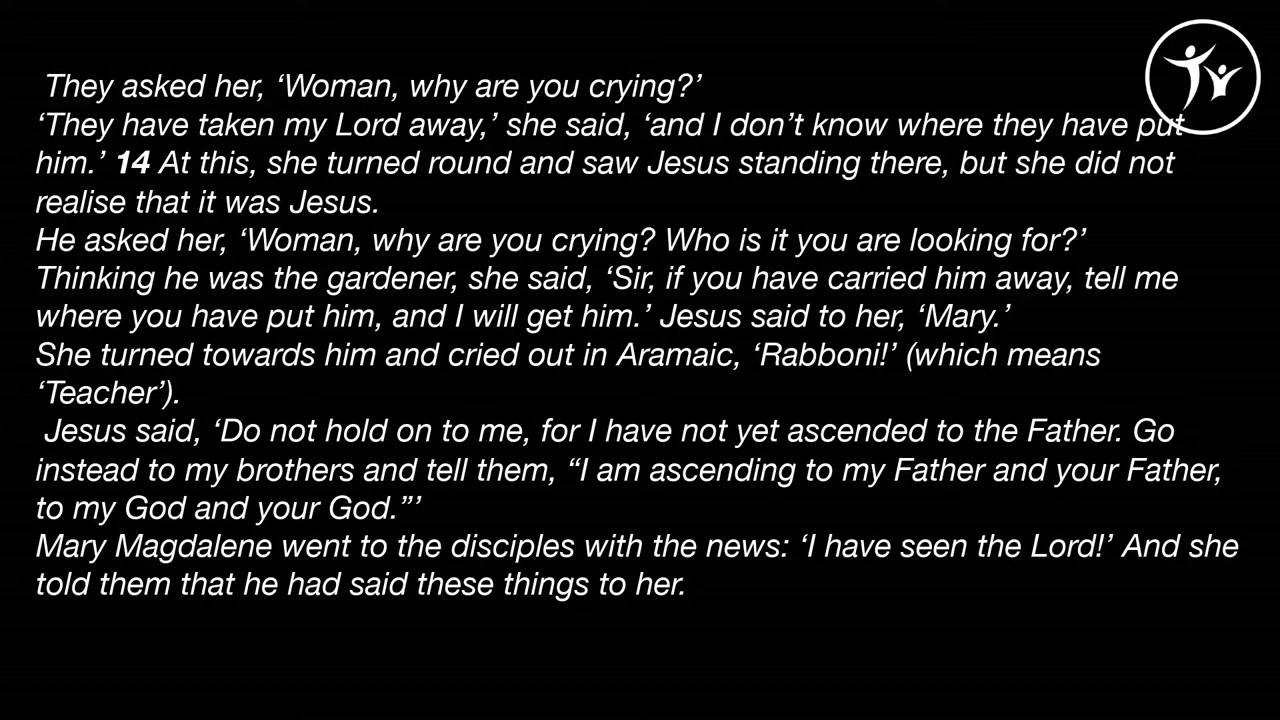 They asked her, ‘Woman, why are you crying?’
‘They have taken my Lord away,’ she said, ‘and I don’t know where they have put
him.’ 14 At this, she turned round and saw Jesus standing there, but she did not
realise that it was Jesus.
He asked her, ‘Woman, why are you crying? Who is it you are looking for?’
Thinking he was the gardener, she said, ‘Sir, if you have carried him away, tell me
where you have put him, and I will get him.’ Jesus said to her, ‘Mary.’
She turned towards him and cried out in Aramaic, ‘Rabboni!’ (which means
‘Teacher’).
Jesus said, ‘Do not hold on to me, for I have not yet ascended to the Father. Go
instead to my brothers and tell them, “I am ascending to my Father and your Father,
to my God and your God.”’
Mary Magdalene went to the disciples with the news: ‘I have seen the Lord!’ And she
told them that he had said these things to her.